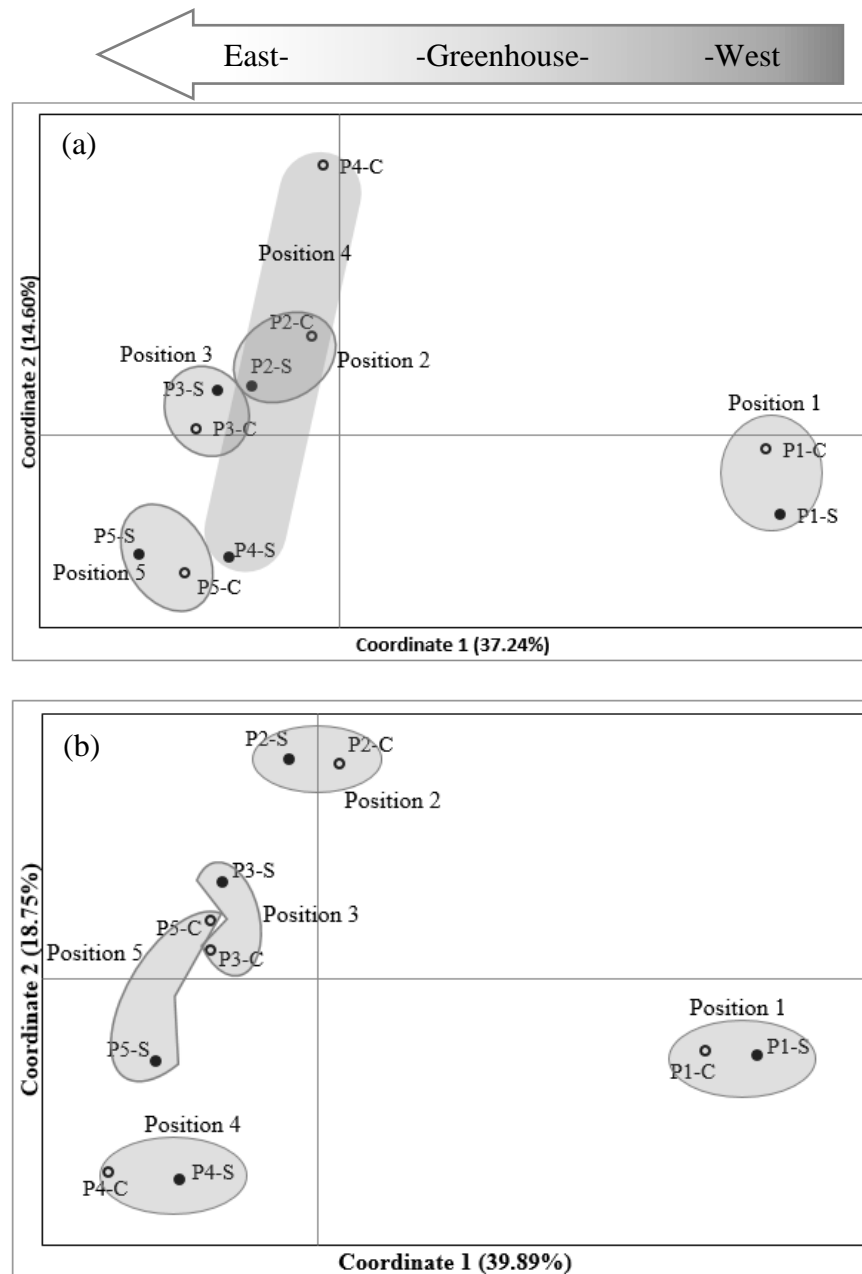 East- -Greenhouse- -West
(a)
P4-C
Position 4
P2-C
Position 3
Position 2
P2-S
P3-S
P3-C
Position 1
P1-C
P1-S
P5-S
P4-S
Position 5
P5-C
Coordinate 2 (14.60%)
Coordinate 1 (37.24%)
(b)
P2-S
P2-C
Position 2
P3-S
Position 3
P5-C
Position 5
P3-C
Position 1
P1-S
P1-C
P5-S
Position 4
P4-S
P4-C
Coordinate 2 (18.75%)
Coordinate 1 (39.89%)